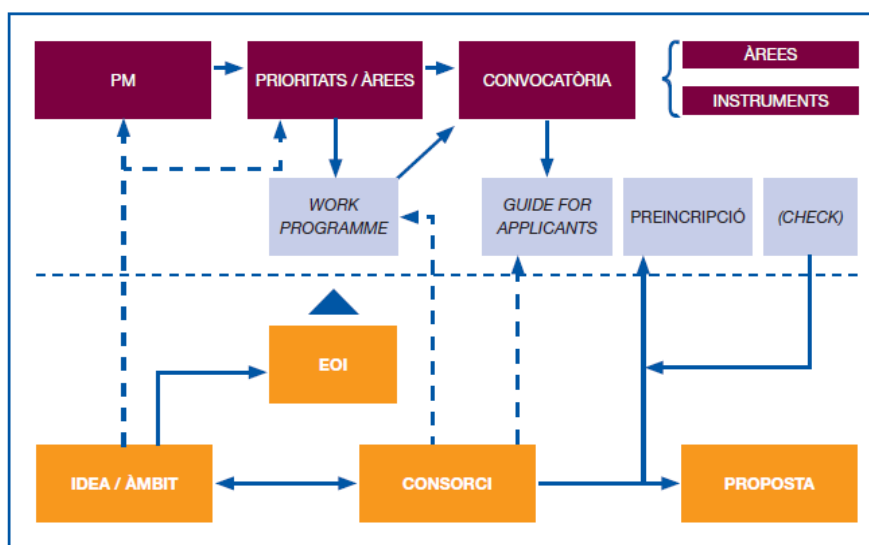 PM
PRIORITATS / ÀREES
CONVOCATÒRIA
ÀREES
INSTRUMENTS
WORK
PROGRAMME
GUIDE FOR
APPLICANTS
PREINCRIPCIÓ
(CHECK)
EOI
IDEA / ÀMBIT
CONSORCI
PROPOSTA